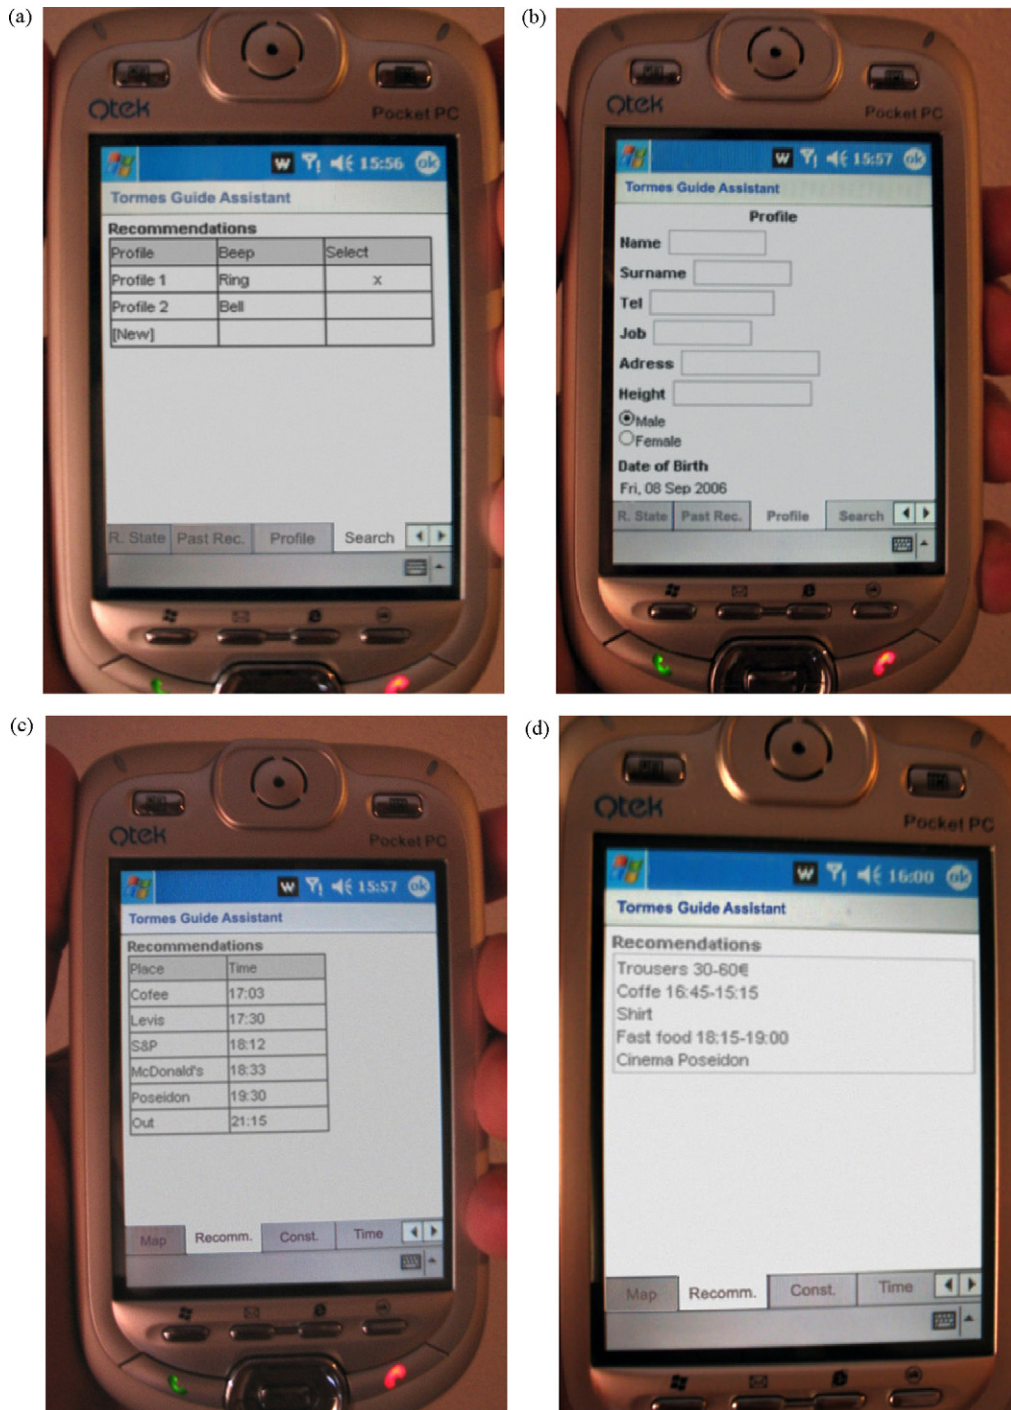 (a)
Qtek
Pocket PC
15:56 ok
Tormes Guide Assistant
Recommendations
Profile Beep Select
Profile 1 Ring x
Profile 2 Bell
[New]
R. State Past Rec. Profile Search
(b)
Qtek
Pocket PC
15:57 ok
Tormes Guide Assistant
Profile
Name
Surname
Tel
Job
Adress
Height
Male
Female
Date of Birth
Fri, 08 Sep 2006
R. State Past Rec. Profile Search
(c)
Qtek
Pocket PC
15:57 ok
Tormes Guide Assistant
Recommendations
Place Time
Cofee 17:03
Levis 17:30
S&P 18:12
McDonald's 18:33
Poseidon 19:30
Out 21:15
Map Recomm. Const. Time
(d)
Qtek
Pocket PC
16:00 ok
Tormes Guide Assistant
Recomendations
Trousers 30-60€
Coffe 16:45-15:15
Shirt
Fast food 18:15-19:00
Cinema Poseidon
Map Recomm. Const. Time